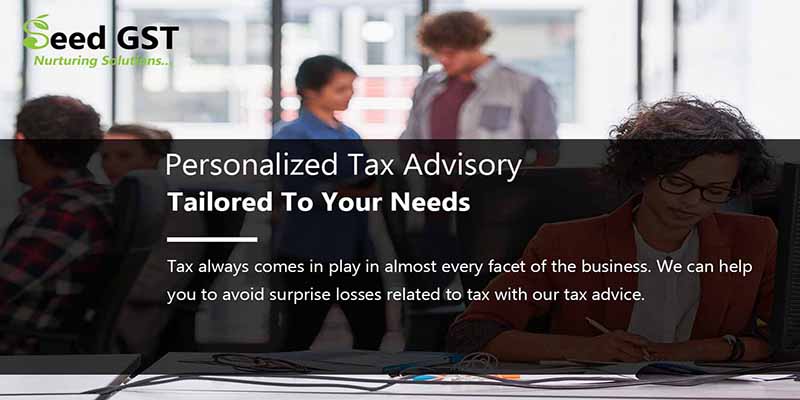 Seed GST
Nurturing Solutions...
Personalized Tax Advisory
Tailored To Your Needs
Tax always comes in play in almost every facet of the business. We can help
you to avoid surprise losses related to tax with our tax advice.